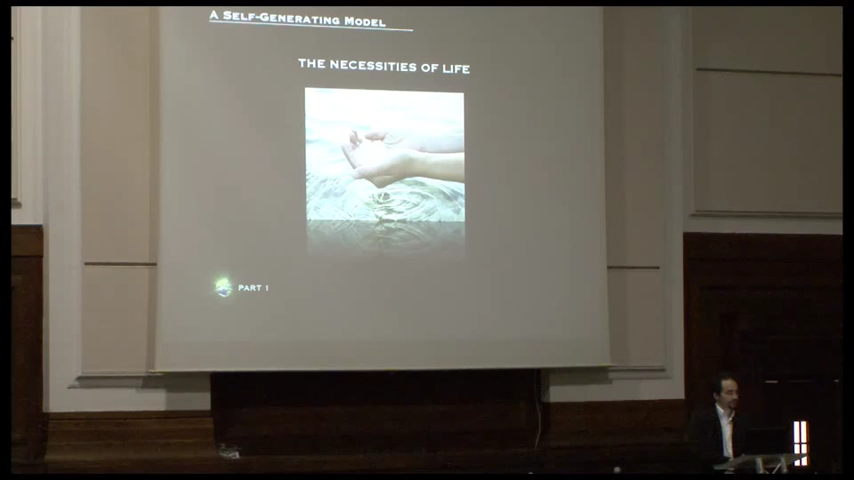 A SELF-GENERATING MODEL
THE NECESSITIES OF LIFE
PART 1